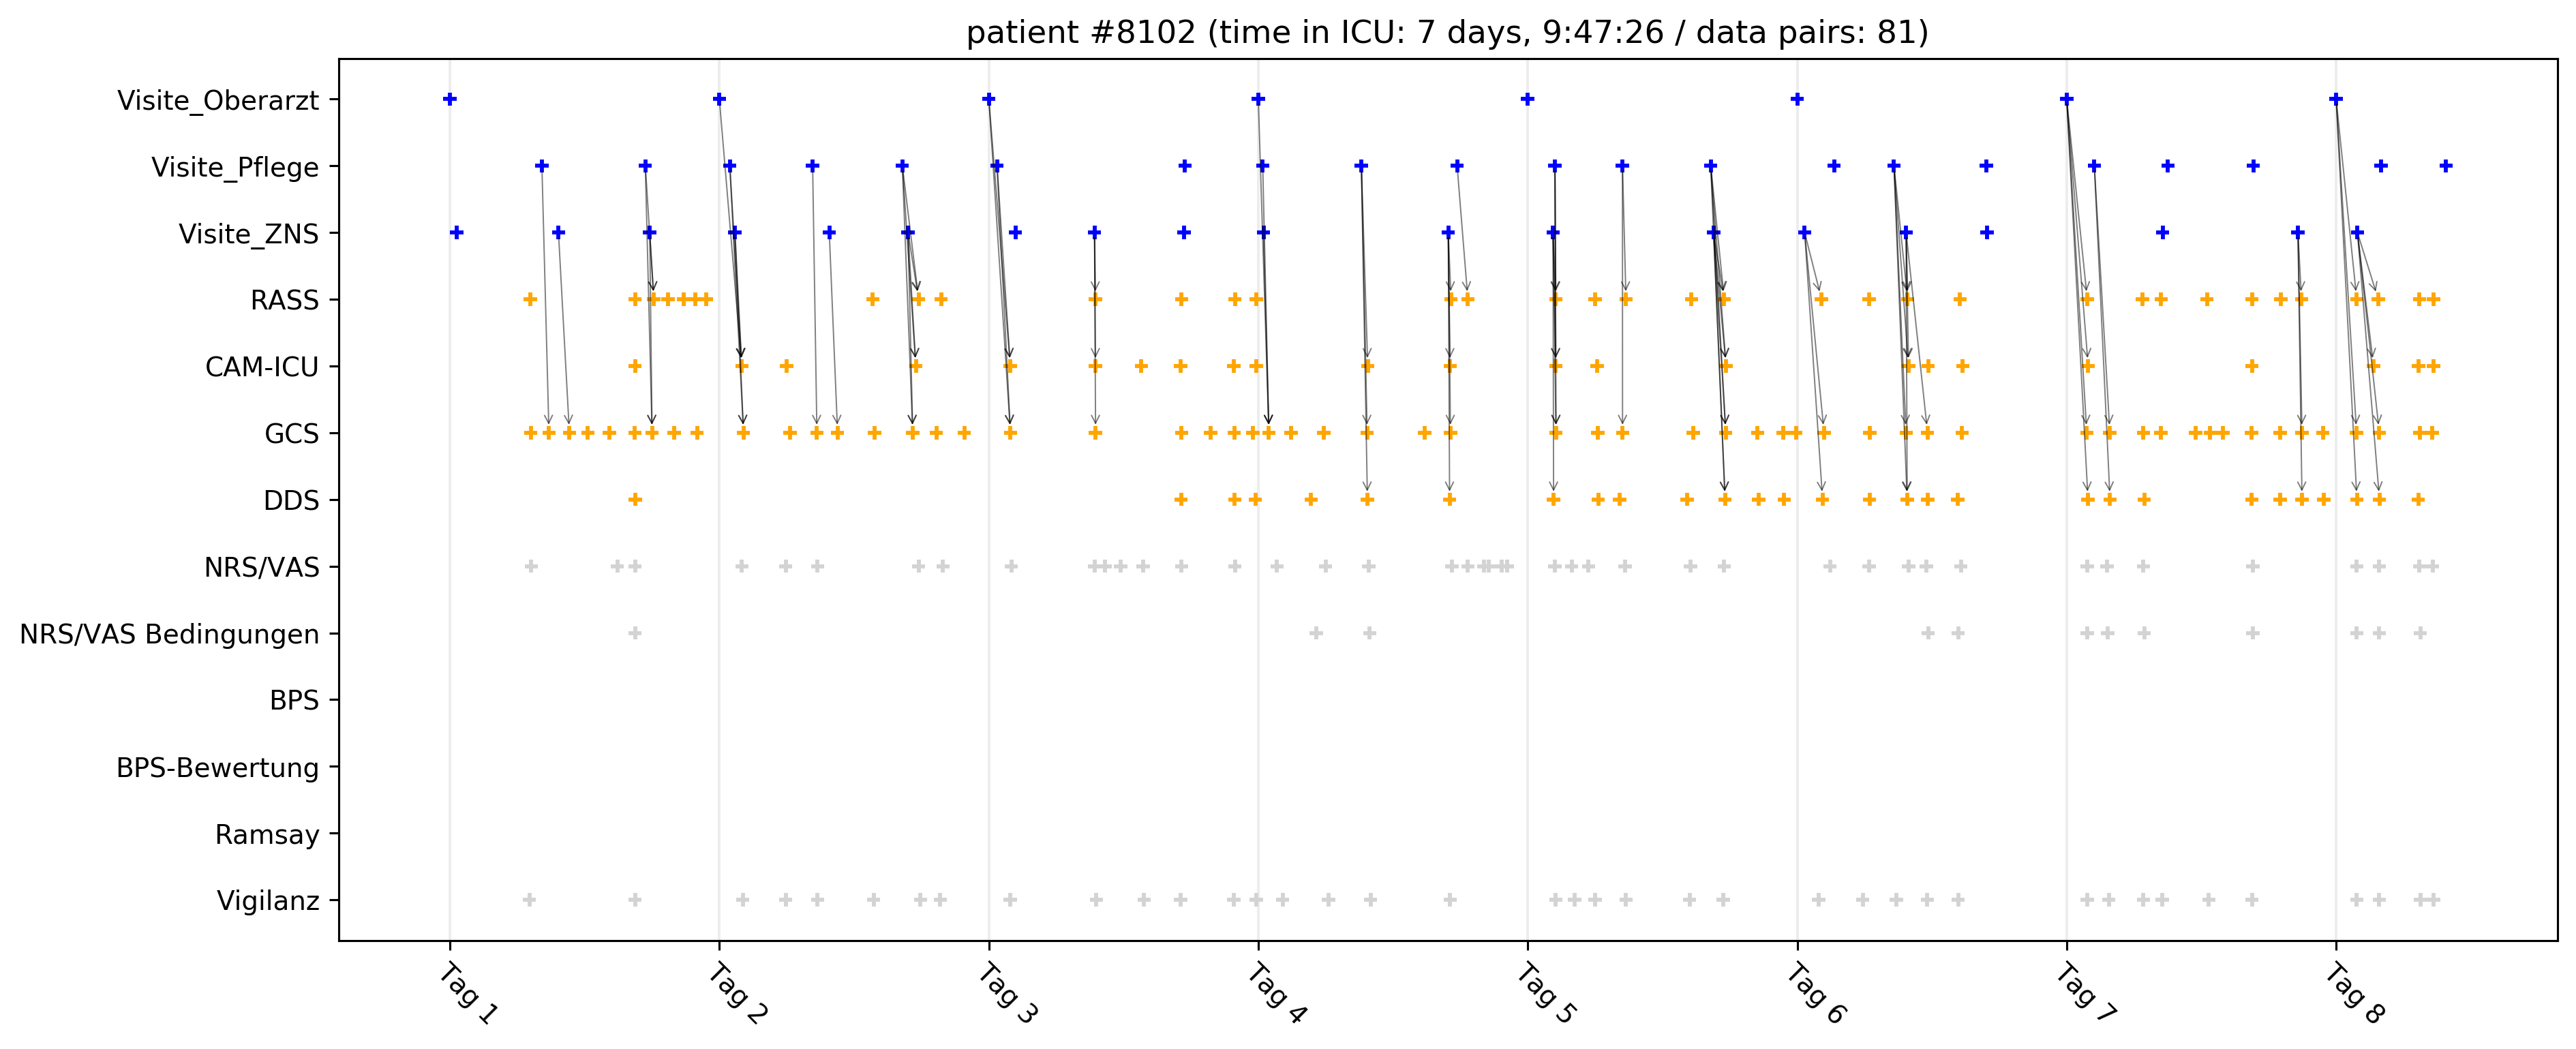 patient #8102 (time in ICU: 7 days, 9:47:26 / data pairs: 81)
Visite_Oberarzt
Visite_Pflege
Visite_ZNS
RASS
CAM-ICU
GCS
DDS
NRS/VAS
NRS/VAS Bedingungen
BPS
BPS-Bewertung
Ramsay
Vigilanz
Tag 1
Tag 2
Tag 3
Tag 4
Tag 5
Tag 6
Tag 7
Tag 8